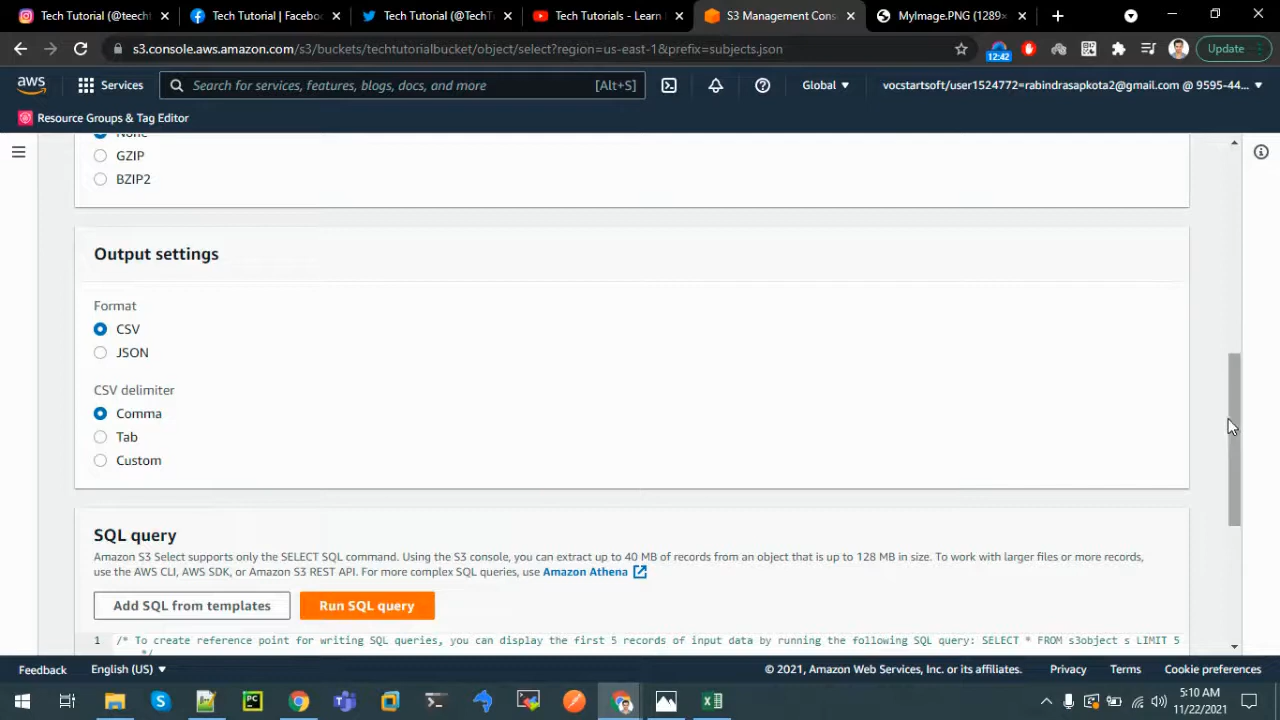 Tech Tutorial (@teech
Tech Tutorial | Facebo
Tech Tutorial (@TechT
Tech Tutorials - Learn
S3 Management Cons
MyImage.PNG (1289×
s3.console.aws.amazon.com/s3/buckets/techtutorialbucket/object/select?region=us-east-1&prefix=subjects.json
12:42
Update
aws
Services
Search for services, features, blogs, docs, and more
[Alt+S]
Global
vocstartsoft/user1524772=rabindrasapkota2@gmail.com @ 9595-44...
Resource Groups & Tag Editor
None
GZIP
BZIP2
Output settings
Format
CSV
JSON
CSV delimiter
Comma
Tab
Custom
SQL query
Amazon S3 Select supports only the SELECT SQL command. Using the S3 console, you can extract up to 40 MB of records from an object that is up to 128 MB in size. To work with larger files or more records,
use the AWS CLI, AWS SDK, or Amazon S3 REST API. For more complex SQL queries, use Amazon Athena
Add SQL from templates
Run SQL query
1 /* To create reference point for writing SQL queries, you can display the first 5 records of input data by running the following SQL query: SELECT * FROM s3object s LIMIT 5
*/
Feedback
English (US)
© 2021, Amazon Web Services, Inc. or its affiliates.
Privacy
Terms
Cookie preferences
5:10 AM
11/22/2021